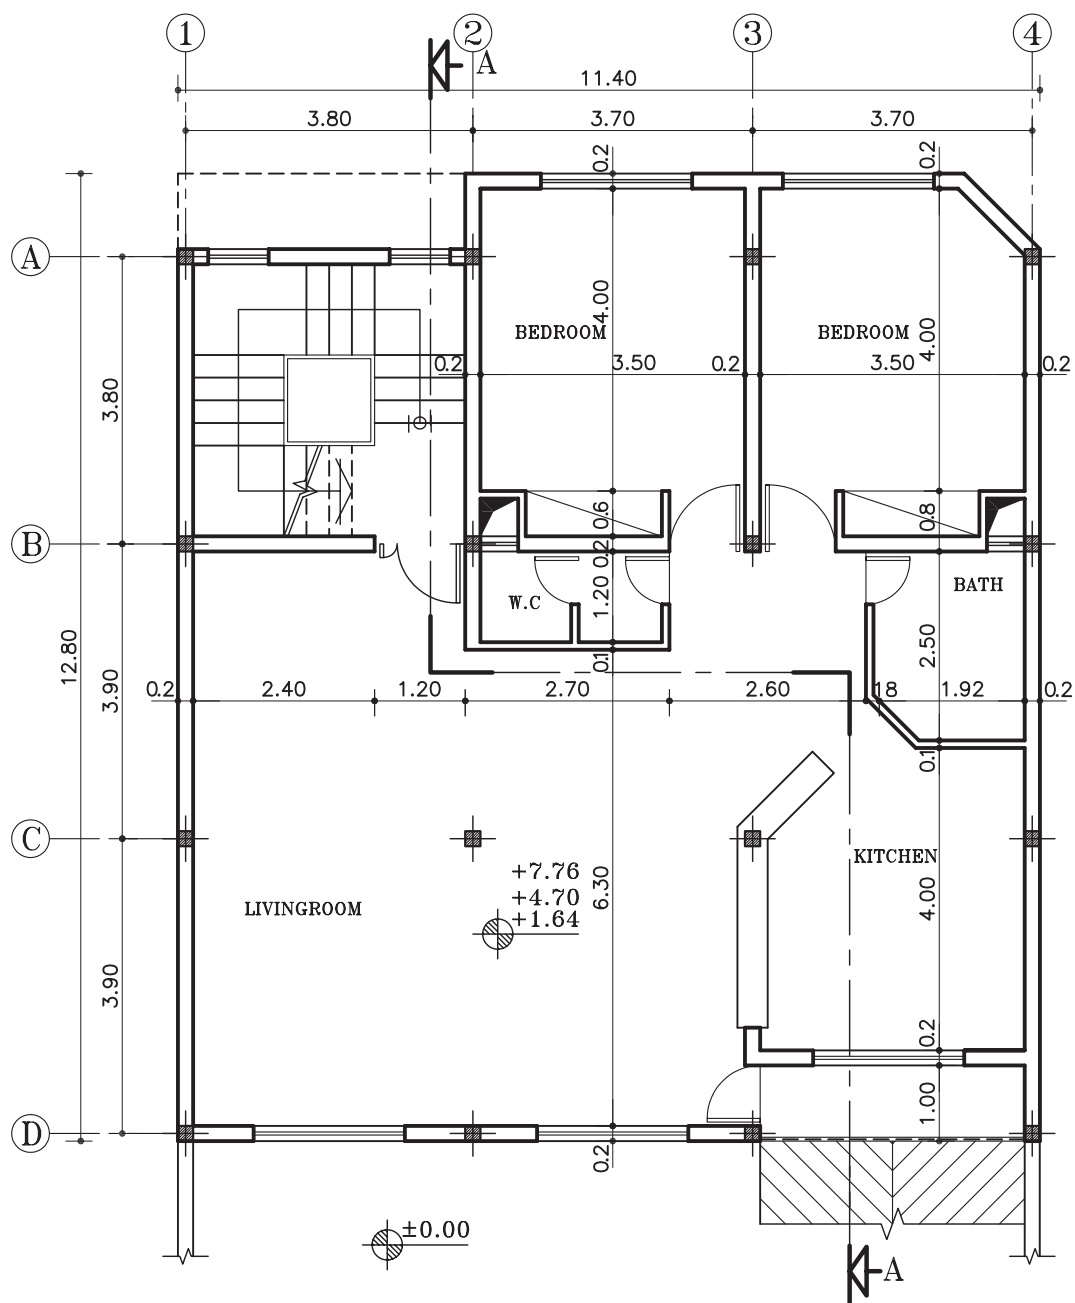 1 2 3 4
A
11.40
3.80 3.70 3.70
0.2 0.2
A
4.00
BEDROOM BEDROOM
4.00
0.2 3.50 0.2 3.50 0.2
3.80
0.6 0.8
B
0.2
W.C 1.20 BATH
12.80
2.50
0.1
3.90
0.2 2.40 1.20 2.70 2.60 18 1.92 0.2
0.1
C
KITCHEN
+7.76
+4.70
+1.64
6.30
4.00
LIVINGROOM
3.90
0.2
1.00
D
0.2
±0.00
A